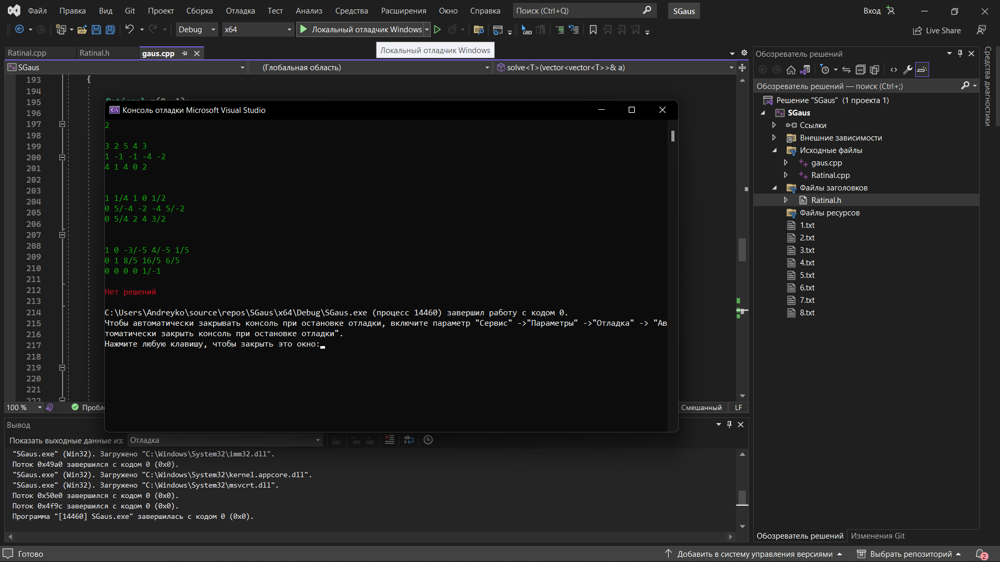 Файл Правка Вид Git Проект Сборка Отладка Тест Анализ Средства Расширения Окно Справка Поиск (Ctrl+Q) SGaus Вход
Debug x64 Локальный отладчик Windows Live Share
Локальный отладчик Windows
Ratinal.cpp Ratinal.h gaus.cpp
SGaus (Глобальная область) solve<T>(vector<vector<T>>& a)
193 {
194
195
196
197
198
199
200
201
202
203
204
205
206
207
208
209
210
211
212
213
214
215
216
217
218
219
220
221
222
Консоль отладки Microsoft Visual Studio
2
3 2 5 4 3
1 -1 -1 -4 -2
4 1 4 0 2
1 1/4 1 0 1/2
0 5/-4 -2 -4 5/-2
0 5/4 2 4 3/2
1 0 -3/-5 4/-5 1/5
0 1 8/5 16/5 6/5
0 0 0 0 1/-1
Нет решений
C:\Users\Andreyko\source\repos\SGaus\x64\Debug\SGaus.exe (процесс 14460) завершил работу с кодом 0.
Чтобы автоматически закрывать консоль при остановке отладки, включите параметр "Сервис" ->"Параметры" ->"Отладка" -> "Ав
томатически закрыть консоль при остановке отладки".
Нажмите любую клавишу, чтобы закрыть это окно:
100 % Смешанный LF
Вывод
Показать выходные данные из: Отладка
"SGaus.exe" (Win32). Загружено "C:\Windows\System32\imm32.dll".
Поток 0x49a0 завершился с кодом 0 (0x0).
"SGaus.exe" (Win32). Загружено "C:\Windows\System32\kernel.appcore.dll".
"SGaus.exe" (Win32). Загружено "C:\Windows\System32\msvcrt.dll".
Поток 0x50e0 завершился с кодом 0 (0x0).
Поток 0x4f9c завершился с кодом 0 (0x0).
Программа "[14460] SGaus.exe" завершилась с кодом 0 (0x0).
Обозреватель решений
Обозреватель решений — поиск (Ctrl+;)
Решение "SGaus" (1 проекта 1)
SGaus
Ссылки
Внешние зависимости
Исходные файлы
gaus.cpp
Ratinal.cpp
Файлы заголовков
Ratinal.h
Файлы ресурсов
1.txt
2.txt
3.txt
4.txt
5.txt
6.txt
7.txt
8.txt
Обозреватель решений Изменения Git
Средства диагностики
Готово Добавить в систему управления версиями Выбрать репозиторий 2